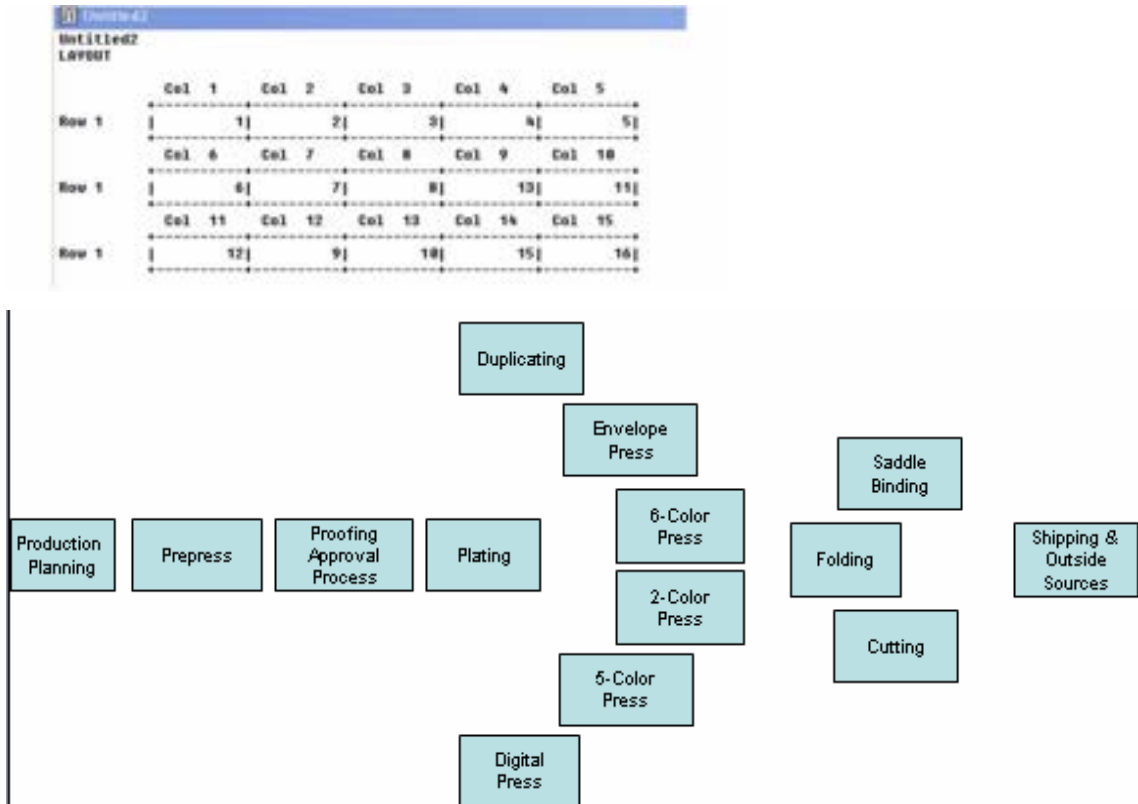 Untitled2
Untitled2
LAYOUT
Col 1 Col 2 Col 3 Col 4 Col 5
Row 1 | 1| 2| 3| 4| 5|
Col 6 Col 7 Col 8 Col 9 Col 10
Row 1 | 6| 7| 8| 13| 11|
Col 11 Col 12 Col 13 Col 14 Col 15
Row 1 | 12| 9| 10| 15| 16|
Duplicating
Envelope
Press
Saddle
Binding
6-Color
Press
Production
Planning
Prepress
Proofing
Approval
Process
Plating
Folding
Shipping &
Outside
Sources
2-Color
Press
Cutting
5-Color
Press
Digital
Press